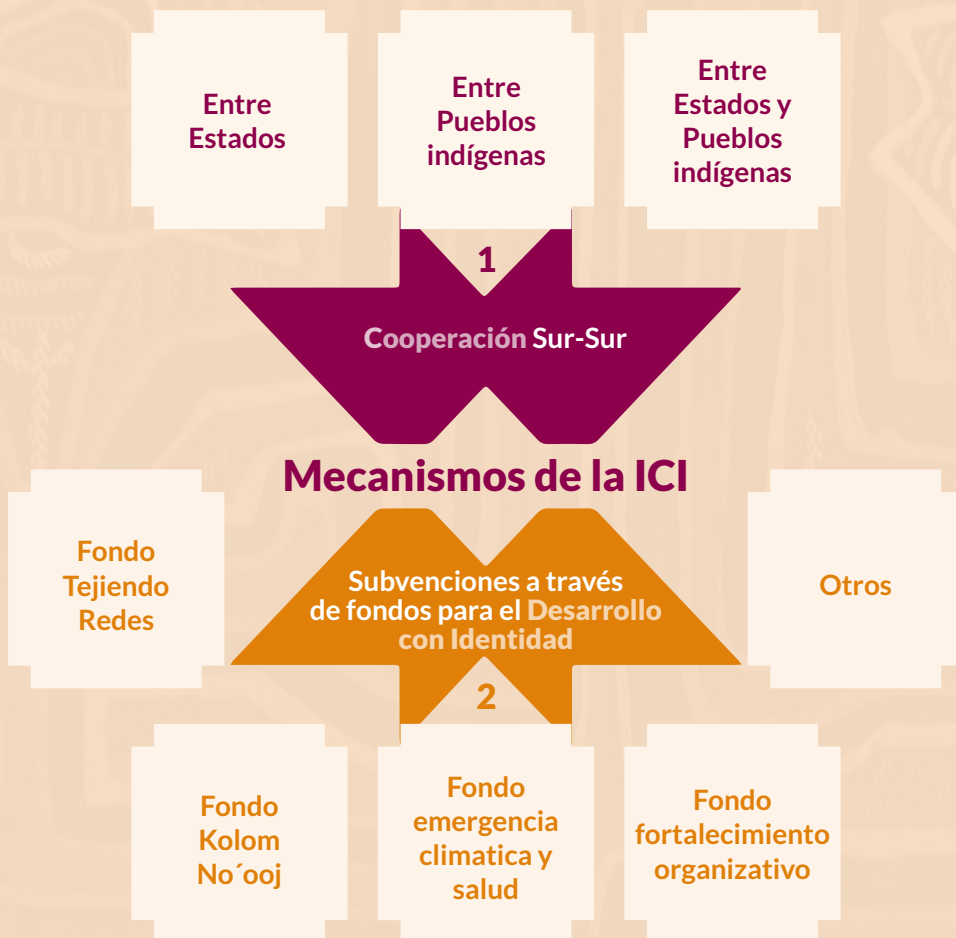 Entre
Estados
Entre
Pueblos
indígenas
Entre
Estados y
Pueblos
indígenas
1
Cooperación Sur-Sur
Mecanismos de la ICI
Fondo
Tejiendo
Redes
Subvenciones a través
de fondos para el Desarrollo
con Identidad
Otros
2
Fondo
Kolom
No´ooj
Fondo
emergencia
climatica y
salud
Fondo
fortalecimiento
organizativo